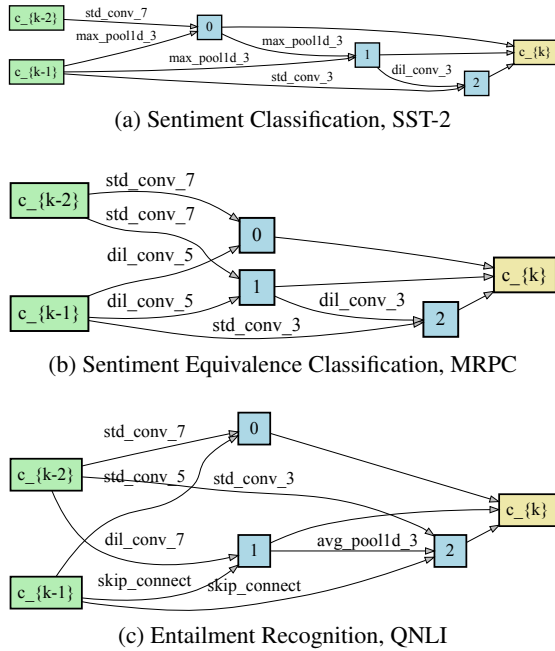 c_{k-2}
std_conv_7
0
max_pool1d_3
max_pool1d_3
c_{k}
c_{k-1}
max_pool1d_3
1
std_conv_3
dil_conv_3
2
(a) Sentiment Classification, SST-2
c_{k-2}
std_conv_7
std_conv_7
0
dil_conv_5
c_{k}
1
c_{k-1}
dil_conv_5
dil_conv_3
std_conv_3
2
(b) Sentiment Equivalence Classification, MRPC
std_conv_7
0
c_{k-2}
std_conv_5
std_conv_3
c_{k}
dil_conv_7
1
avg_pool1d_3
2
c_{k-1}
skip_connect
skip_connect
(c) Entailment Recognition, QNLI